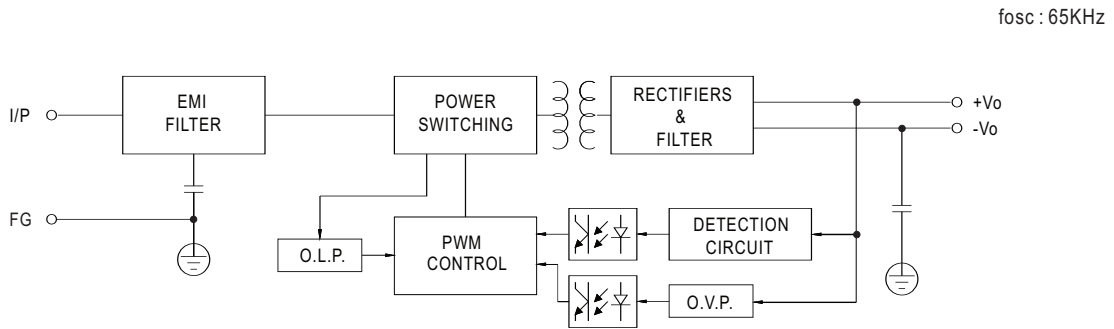 fosc : 65KHz
I/P
EMI
FILTER
POWER
SWITCHING
RECTIFIERS
&
FILTER
+Vo
-Vo
FG
O.L.P.
PWM
CONTROL
DETECTION
CIRCUIT
O.V.P.